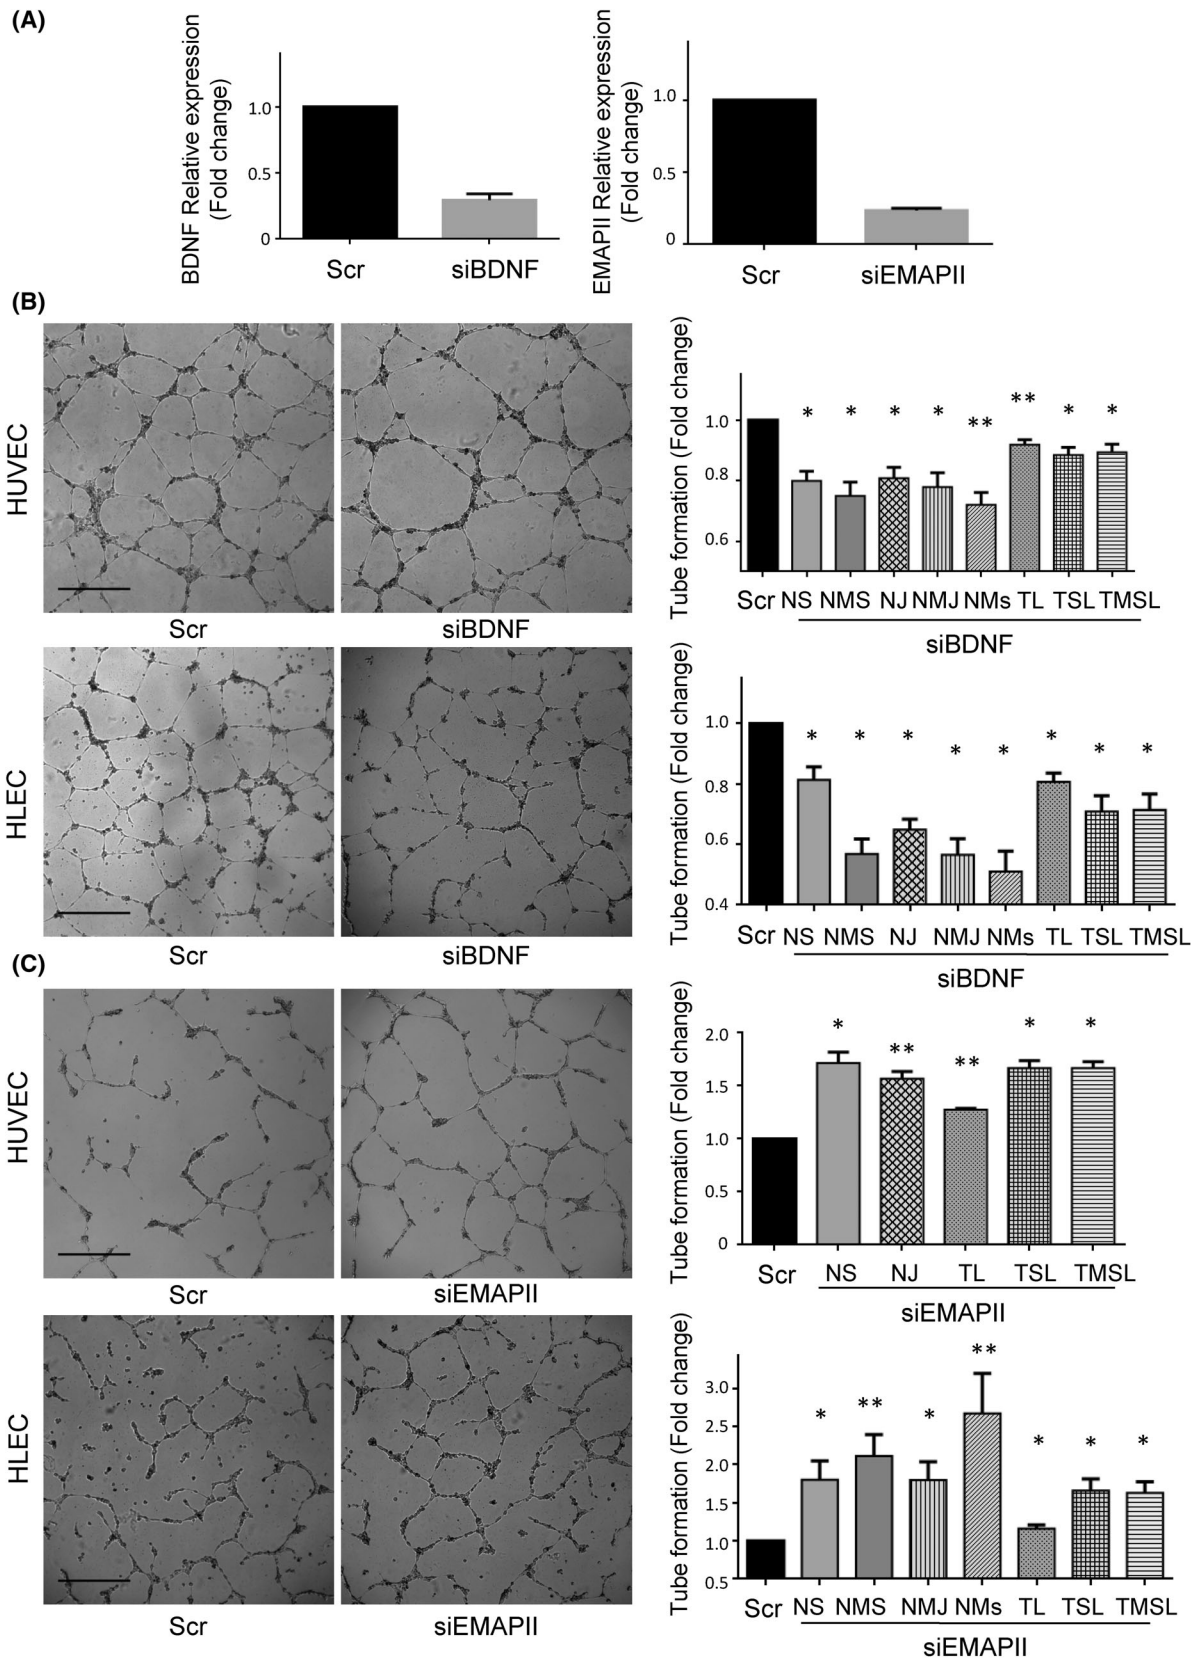 (A)
BDNF Relative expression
(Fold change)
1.0
0.5
0
Scr siBDNF
EMAPII Relative expression
(Fold change)
1.0
0.5
0
Scr siEMAPII
(B)
HUVEC
Scr siBDNF
Tube formation (Fold change)
1.0
0.8
0.6
* * * * ** ** * *
Scr NS NMS NJ NMJ NMs TL TSL TMSL
siBDNF
HLEC
Scr siBDNF
Tube formation (Fold change)
1.0
0.8
0.6
0.4
* * * * * * * *
Scr NS NMS NJ NMJ NMs TL TSL TMSL
siBDNF
(C)
HUVEC
Scr siEMAPII
Tube formation (Fold change)
2.0
1.5
1.0
0.5
0
* ** ** * *
Scr NS NJ TL TSL TMSL
siEMAPII
HLEC
Scr siEMAPII
Tube formation (Fold change)
3.0
2.5
2.0
1.5
1.0
0.5
* ** * ** * * *
Scr NS NMS NMJ NMs TL TSL TMSL
siEMAPII